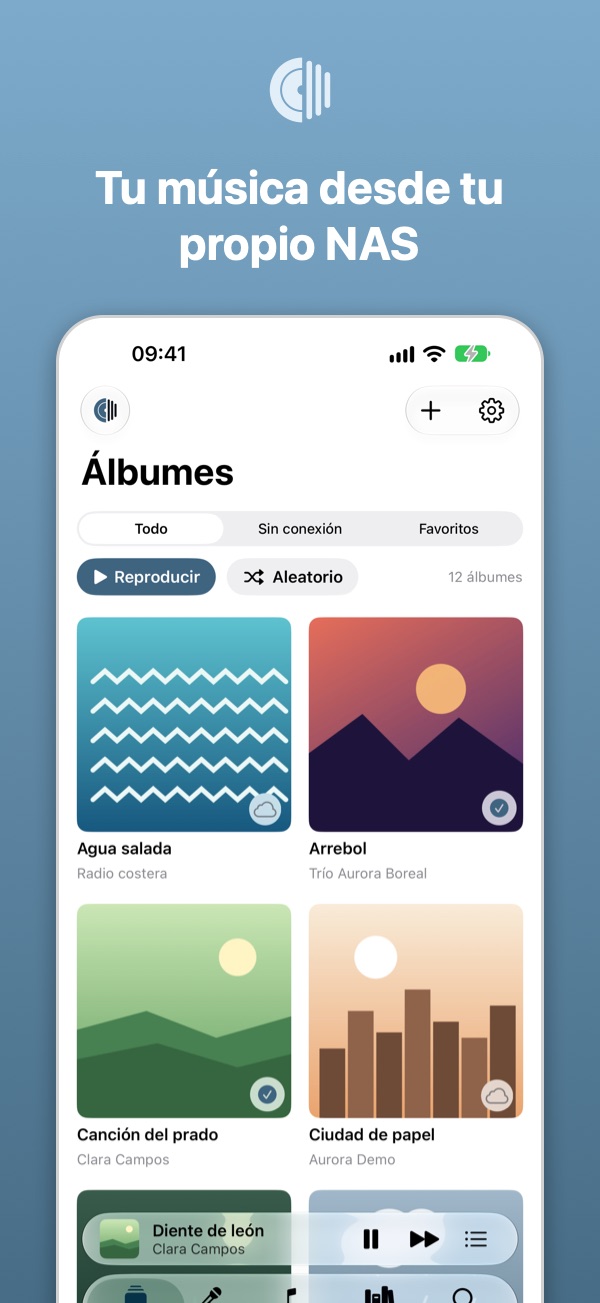 Tu música desde tu
propio NAS
09:41
Álbumes
Todo
Sin conexión
Favoritos
Reproducir
Aleatorio
12 álbumes
Agua salada
Radio costera
Arrebol
Trío Aurora Boreal
Canción del prado
Clara Campos
Ciudad de papel
Aurora Demo
Diente de león
Clara Campos